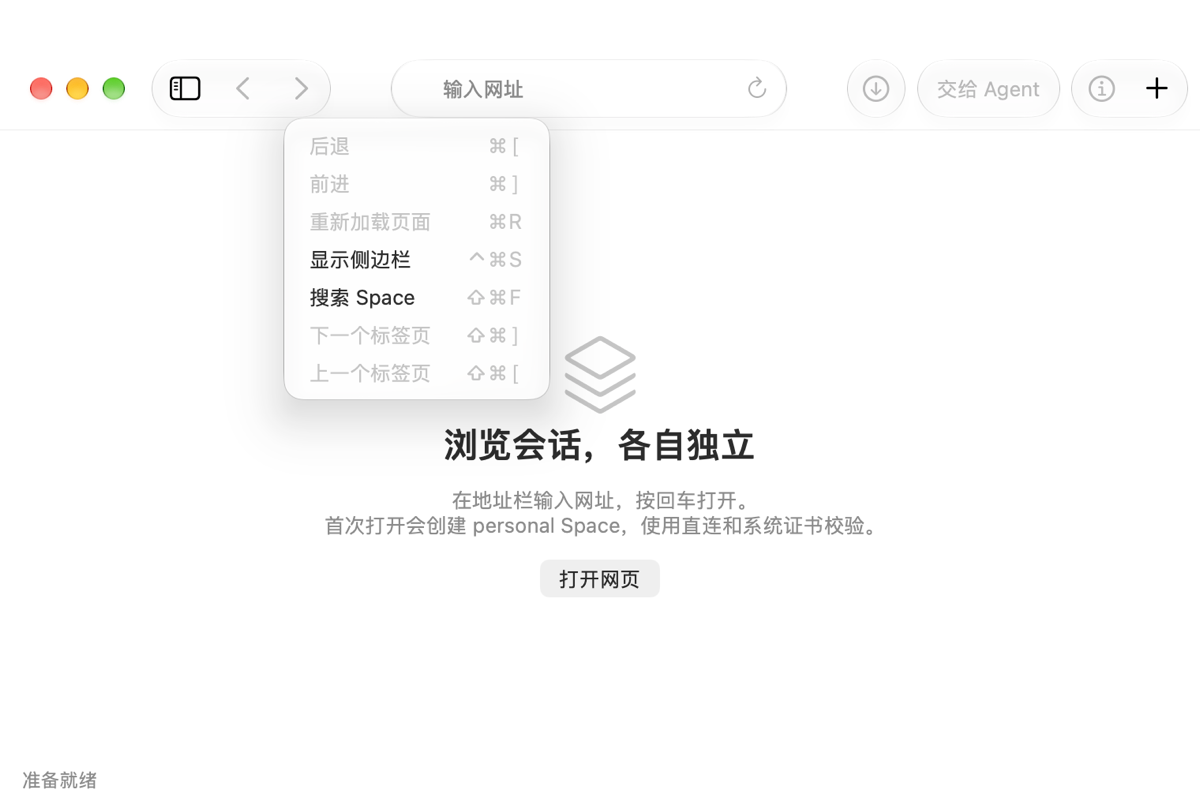 输入网址
交给 Agent
后退 ⌘ [
前进 ⌘ ]
重新加载页面 ⌘ R
显示侧边栏 ^ ⌘ S
搜索 Space ⇧ ⌘ F
下一个标签页 ⇧ ⌘ ]
上一个标签页 ⇧ ⌘ [
浏览会话，各自独立
在地址栏输入网址，按回车打开。
首次打开会创建 personal Space，使用直连和系统证书校验。
打开网页
准备就绪